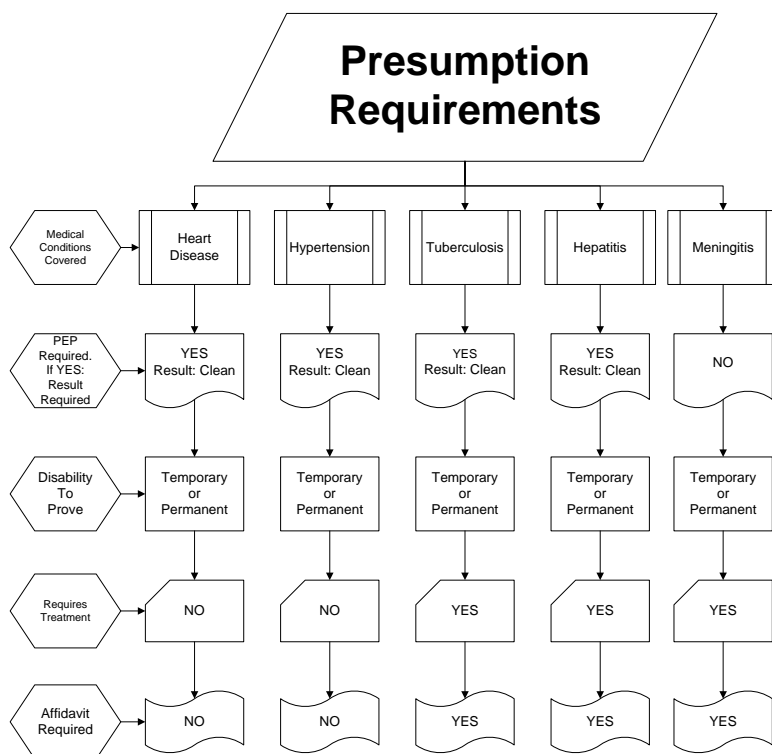 Presumption
Requirements
Medical
Conditions
Covered
Heart
Disease
Hypertension
Tuberculosis
Hepatitis
Meningitis
PEP
Required.
If YES:
Result
Required
YES
Result: Clean
YES
Result: Clean
YES
Result: Clean
YES
Result: Clean
NO
Disability
To
Prove
Temporary
or
Permanent
Temporary
or
Permanent
Temporary
or
Permanent
Temporary
or
Permanent
Temporary
or
Permanent
Requires
Treatment
NO
NO
YES
YES
YES
Affidavit
Required
NO
NO
YES
YES
YES